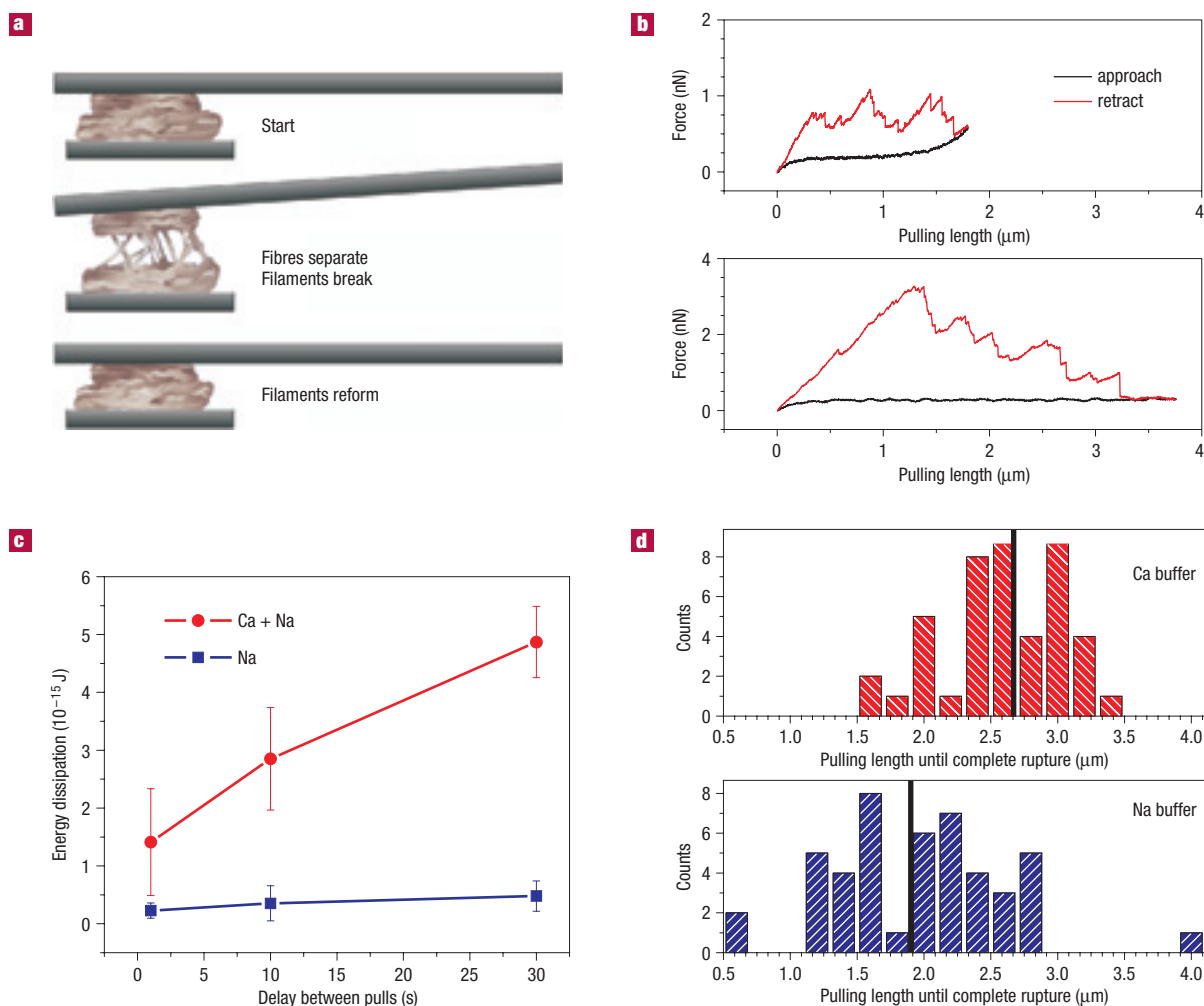 a
Start
Fibres separate
Filaments break
Filaments reform
b
2
1
0
Force (nN)
approach
retract
0 1 2 3 4
Pulling length (μm)
4
2
0
Force (nN)
0 1 2 3 4
Pulling length (μm)
c
6
5
4
3
2
1
0
Energy dissipation (10⁻¹⁵ J)
Ca + Na
Na
0 5 10 15 20 25 30
Delay between pulls (s)
d
8
6
4
2
0
Counts
Ca buffer
0.5 1.0 1.5 2.0 2.5 3.0 3.5 4.0
Pulling length until complete rupture (μm)
8
6
4
2
0
Counts
Na buffer
0.5 1.0 1.5 2.0 2.5 3.0 3.5 4.0
Pulling length until complete rupture (μm)